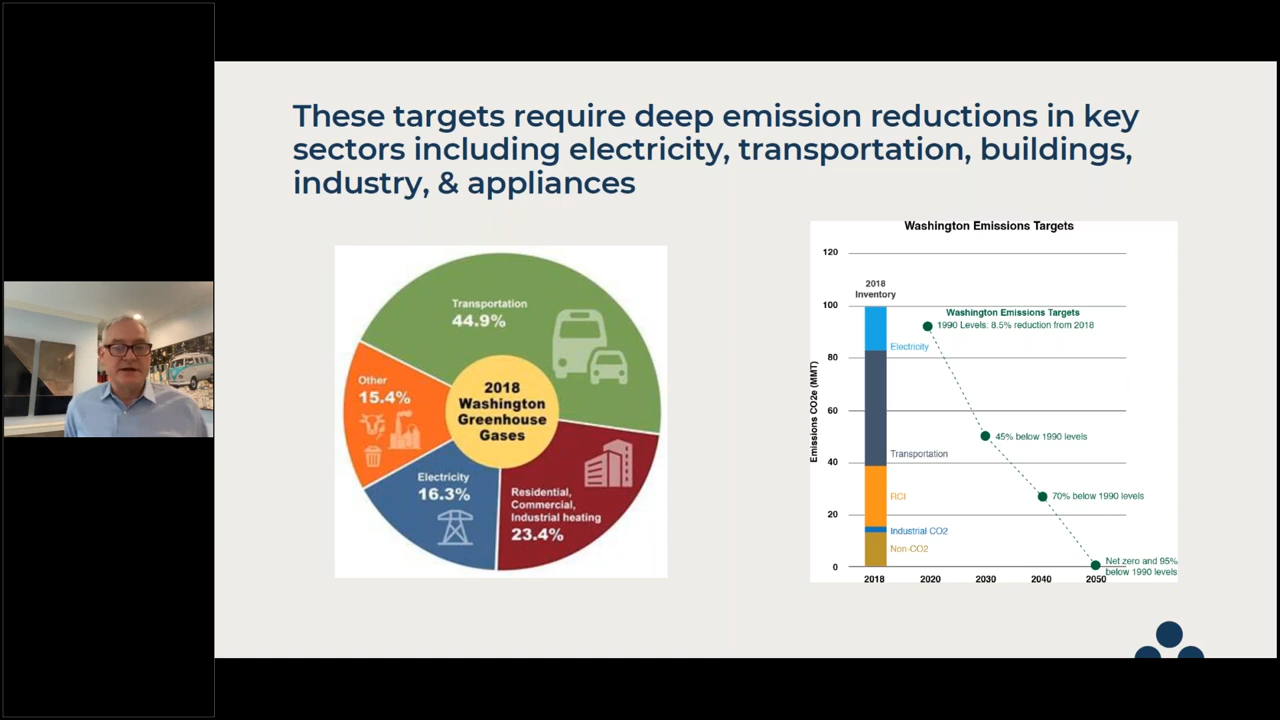 These targets require deep emission reductions in key
sectors including electricity, transportation, buildings,
industry, & appliances
Transportation
44.9%
Other
15.4%
2018
Washington
Greenhouse
Gases
Electricity
16.3%
Residential,
Commercial,
Industrial heating
23.4%
Washington Emissions Targets
120
100
80
60
40
20
0
Emissions CO2e (MMT)
2018
Inventory
Washington Emissions Targets
1990 Levels: 8.5% reduction from 2018
Electricity
45% below 1990 levels
Transportation
70% below 1990 levels
RCI
Industrial CO2
Non-CO2
Net zero and 95%
below 1990 levels
2018 2020 2030 2040 2050